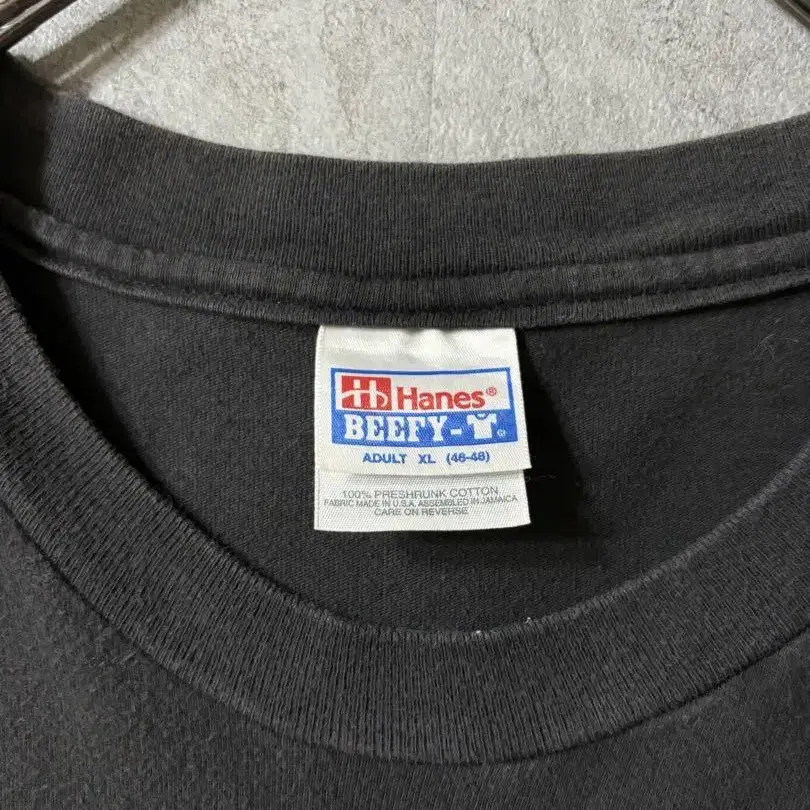 Hanes®
BEEFY-T®
ADULT XL (46-48)
100% PRESHRUNK COTTON
FABRIC MADE IN U.S.A. ASSEMBLED IN JAMAICA
CARE ON REVERSE